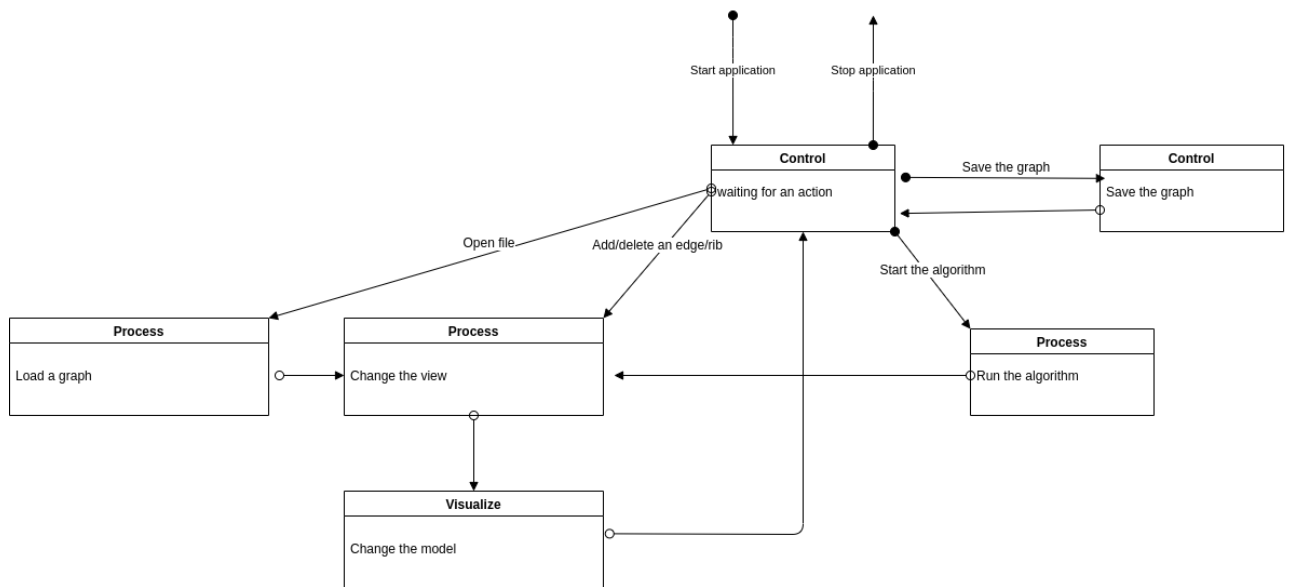 Start application
Stop application
Control
Control
Save the graph
waiting for an action
Save the graph
Open file
Add/delete an edge/rib
Start the algorithm
Process
Process
Process
Load a graph
Change the view
Run the algorithm
Visualize
Change the model